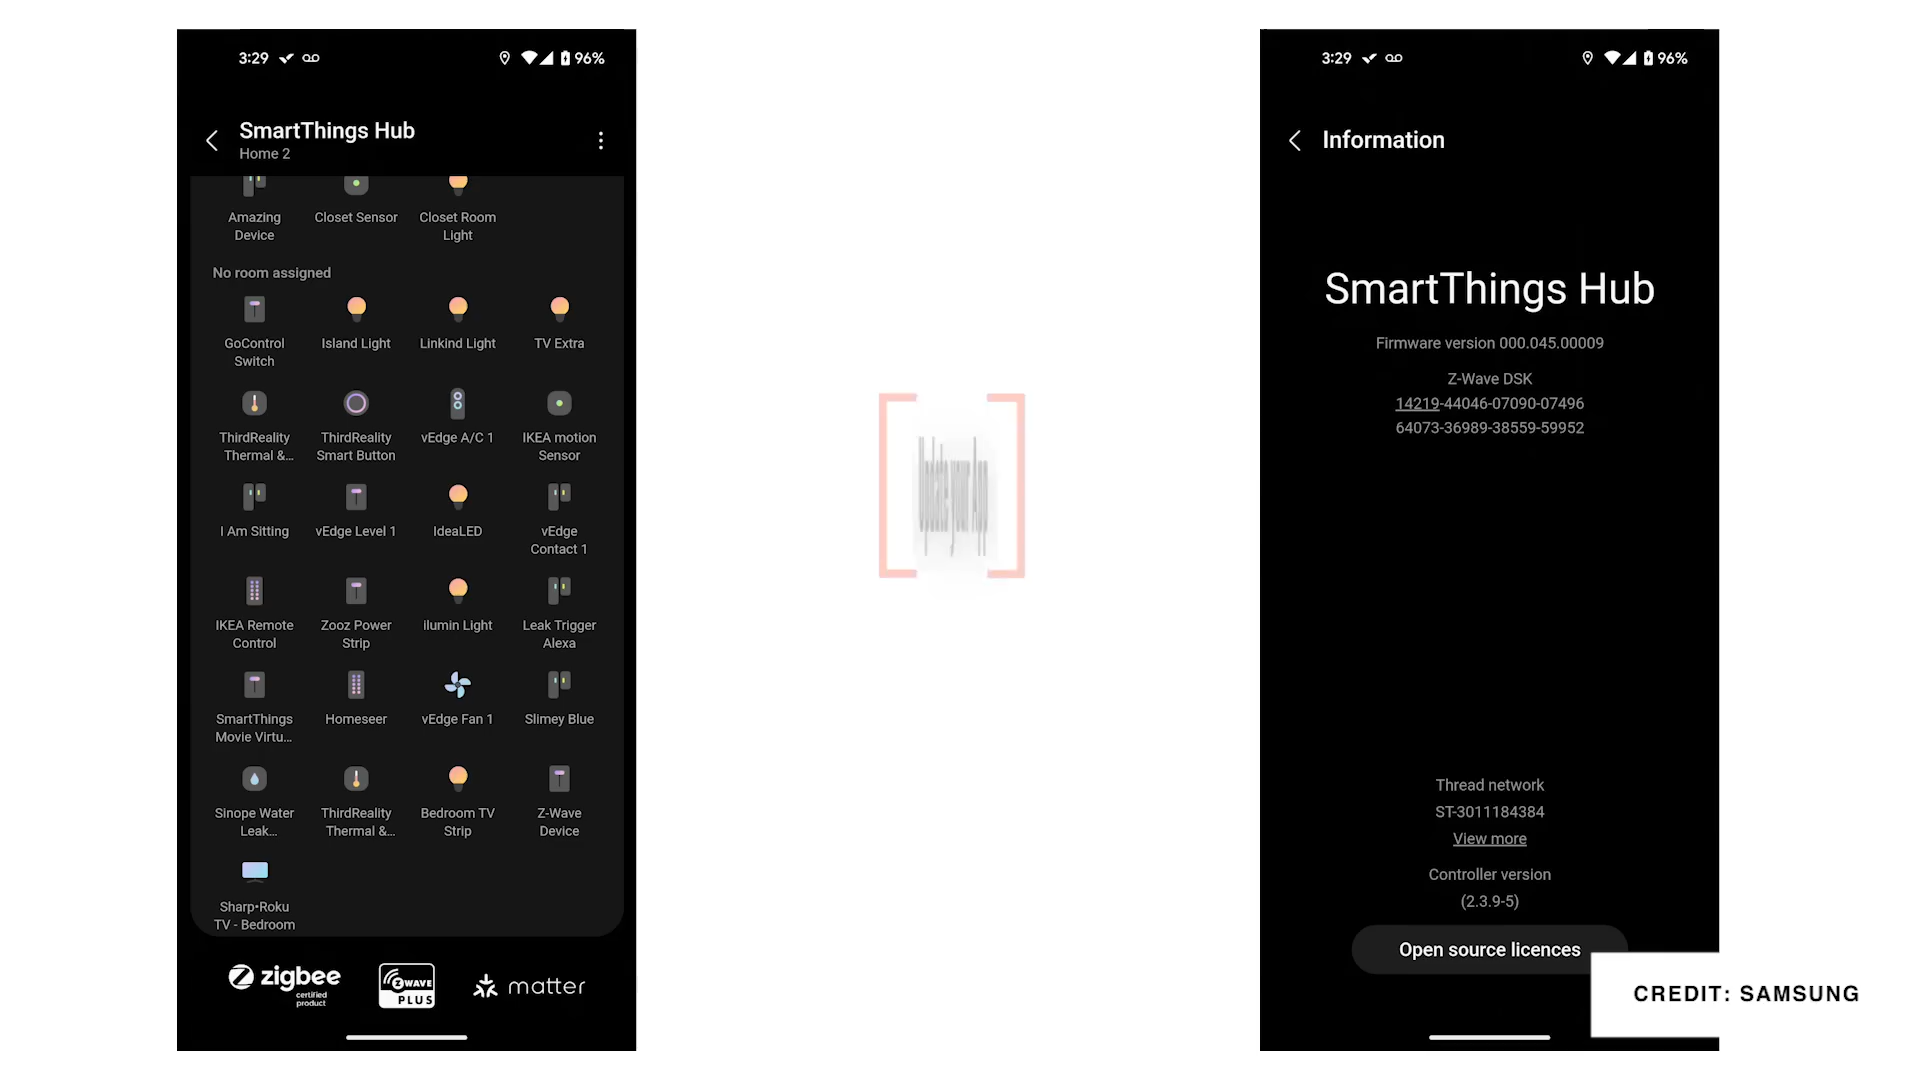 3:29
96%
SmartThings Hub
Home 2
Amazing Device
Closet Sensor
Closet Room Light
No room assigned
GoControl Switch
Island Light
Linkind Light
TV Extra
ThirdReality Thermal &...
ThirdReality Smart Button
vEdge A/C 1
IKEA motion Sensor
I Am Sitting
vEdge Level 1
IdeaLED
vEdge Contact 1
IKEA Remote Control
Zooz Power Strip
ilumin Light
Leak Trigger Alexa
SmartThings Movie Virtu...
Homeseer
vEdge Fan 1
Slimey Blue
Sinope Water Leak...
ThirdReality Thermal &...
Bedroom TV Strip
Z-Wave Device
Sharp•Roku TV - Bedroom
zigbee
certified product
Z WAVE PLUS
matter
Update your App
3:29
96%
Information
SmartThings Hub
Firmware version 000.045.00009
Z-Wave DSK
14219-44046-07090-07496
64073-36989-38559-59952
Thread network
ST-3011184384
View more
Controller version
(2.3.9-5)
Open source licences
CREDIT: SAMSUNG